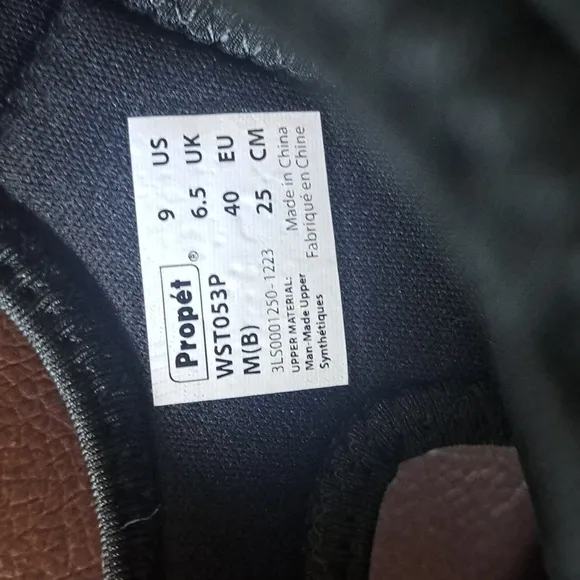 Propét®
WST053P
M(B)
9 US
6.5 UK
40 EU
25 CM
3LS0001250-1223
UPPER MATERIAL:
Man-Made Upper
Synthétiques
Made in China
Fabriqué en Chine